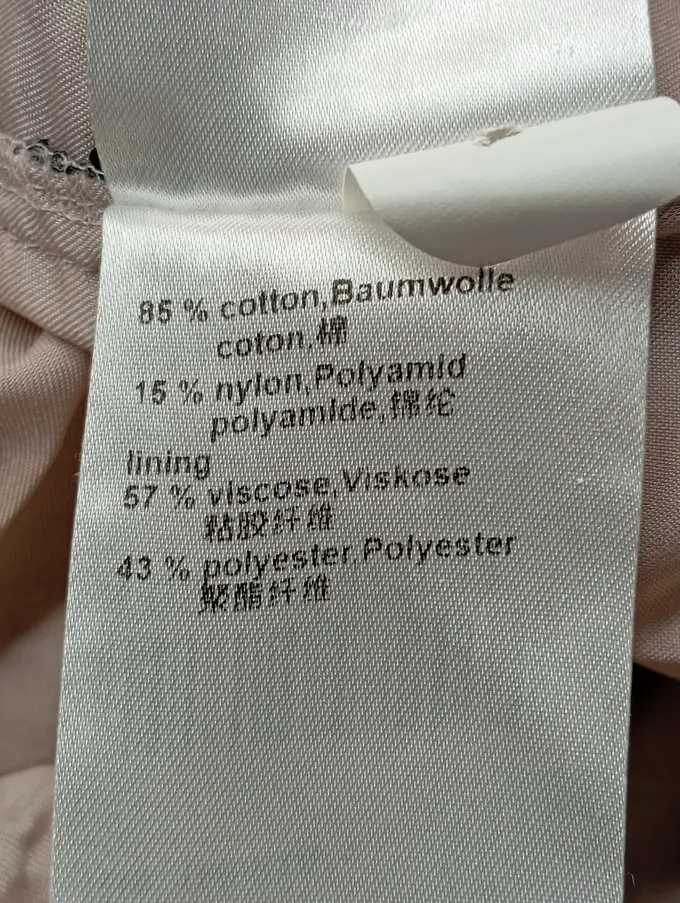 85 % cotton,Baumwolle
coton,棉
15 % nylon,Polyamid
polyamide,锦纶
lining
57 % viscose,Viskose
粘胶纤维
43 % polyester,Polyester
聚酯纤维